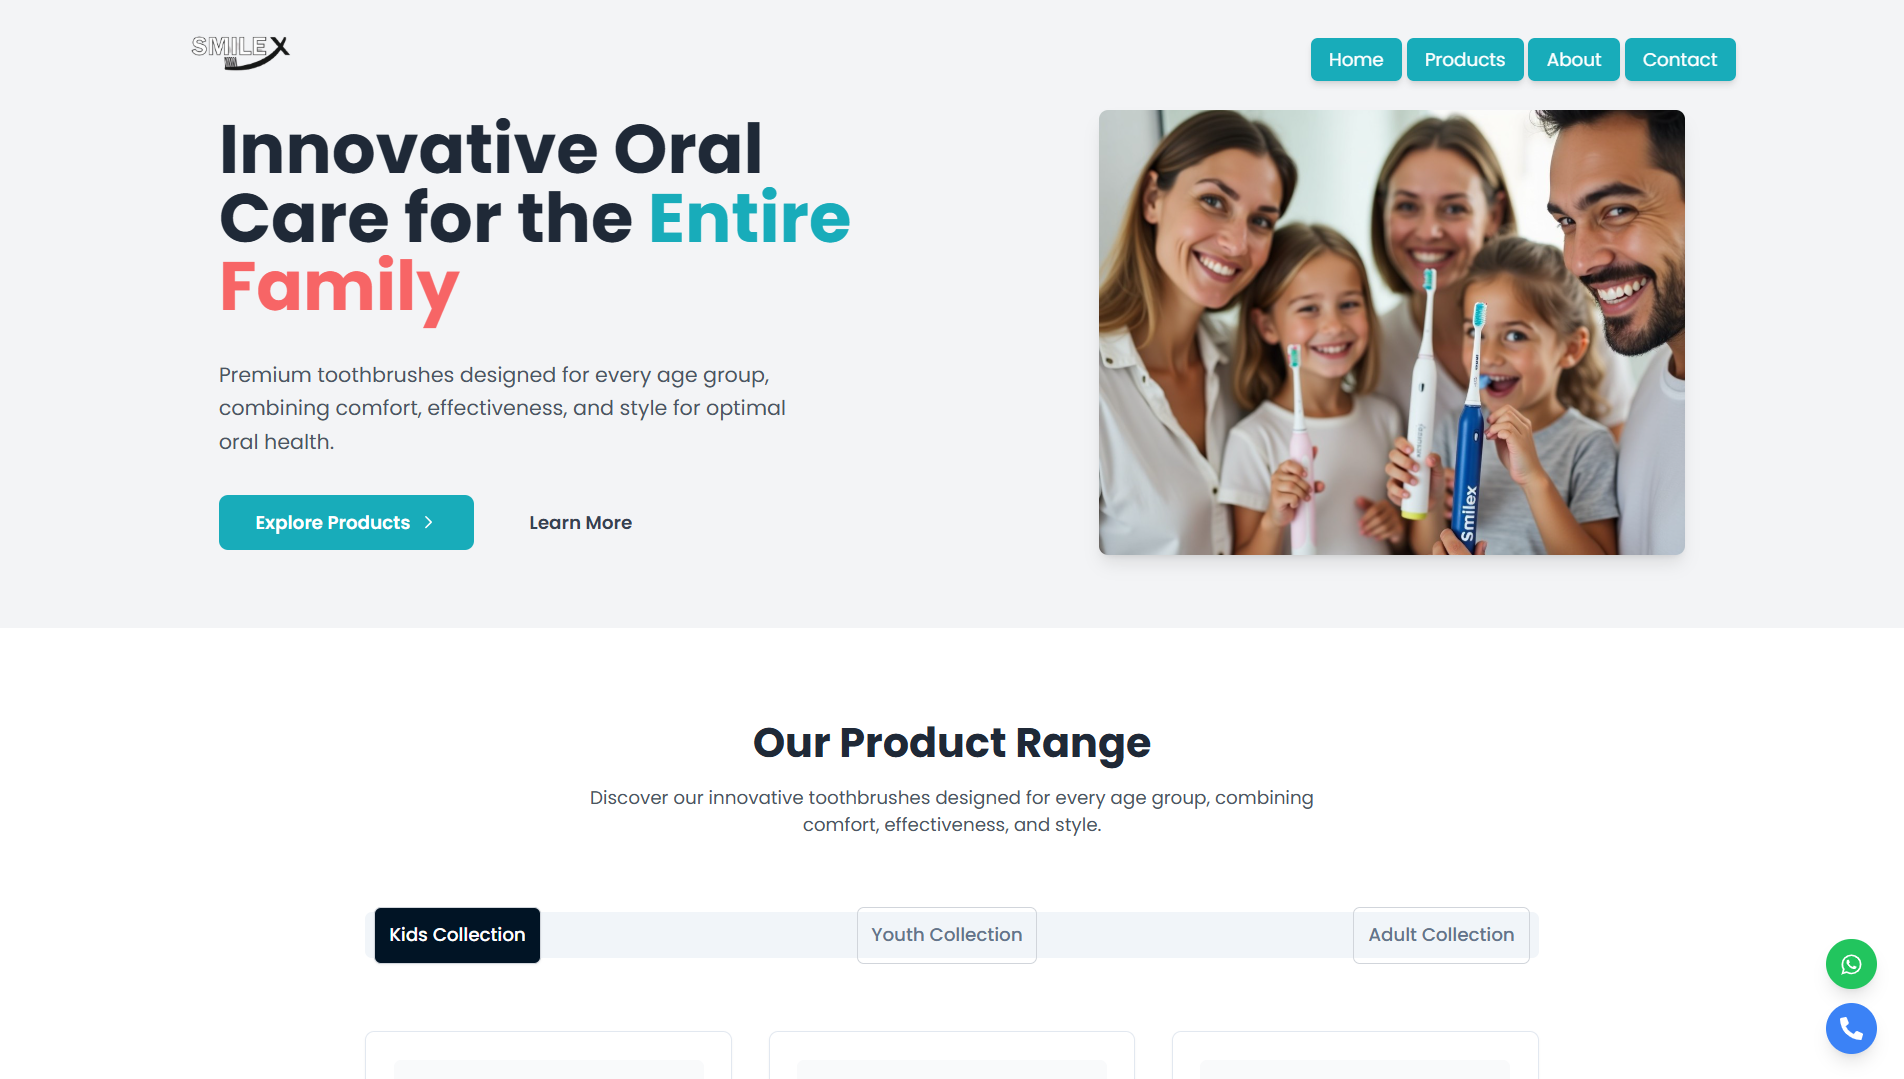 SMILEX
Home
Products
About
Contact
Innovative Oral
Care for the Entire
Family
Premium toothbrushes designed for every age group,
combining comfort, effectiveness, and style for optimal
oral health.
Explore Products
Learn More
Smilex
Our Product Range
Discover our innovative toothbrushes designed for every age group, combining
comfort, effectiveness, and style.
Kids Collection
Youth Collection
Adult Collection